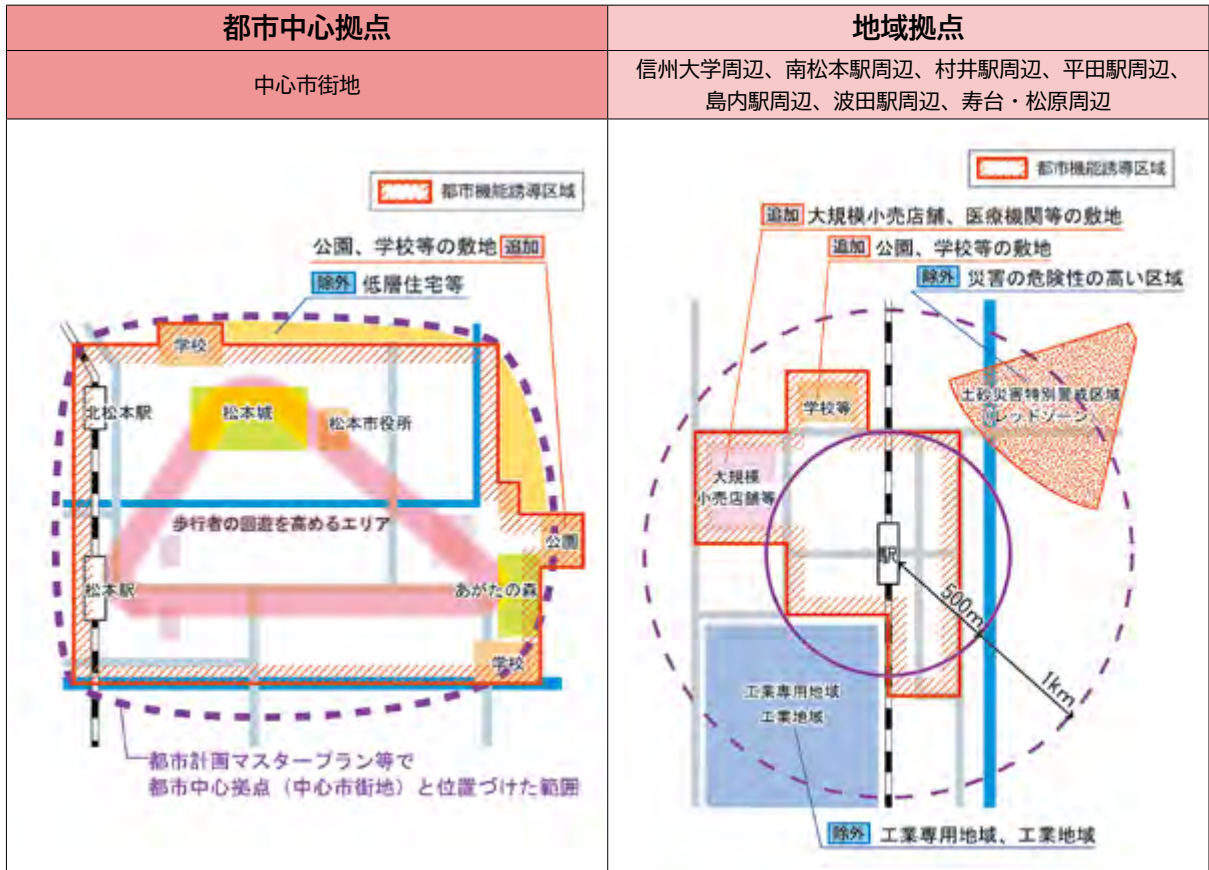 都市中心拠点
中心市街地
都市機能誘導区域
公園、学校等の敷地 追加
除外 低層住宅等
学校
北松本駅
松本城
松本市役所
歩行者の回遊を高めるエリア
公園
松本駅
あがたの森
学校
都市計画マスタープラン等で
都市中心拠点（中心市街地）と位置づけた範囲
地域拠点
信州大学周辺、南松本駅周辺、村井駅周辺、平田駅周辺、
島内駅周辺、波田駅周辺、寿台・松原周辺
都市機能誘導区域
追加 大規模小売店舗、医療機関等の敷地
追加 公園、学校等の敷地
除外 災害の危険性の高い区域
土砂災害特別警戒区域
レッドゾーン
学校等
大規模
小売店舗等
駅
500m
1km
工業専用地域
工業地域
除外 工業専用地域、工業地域